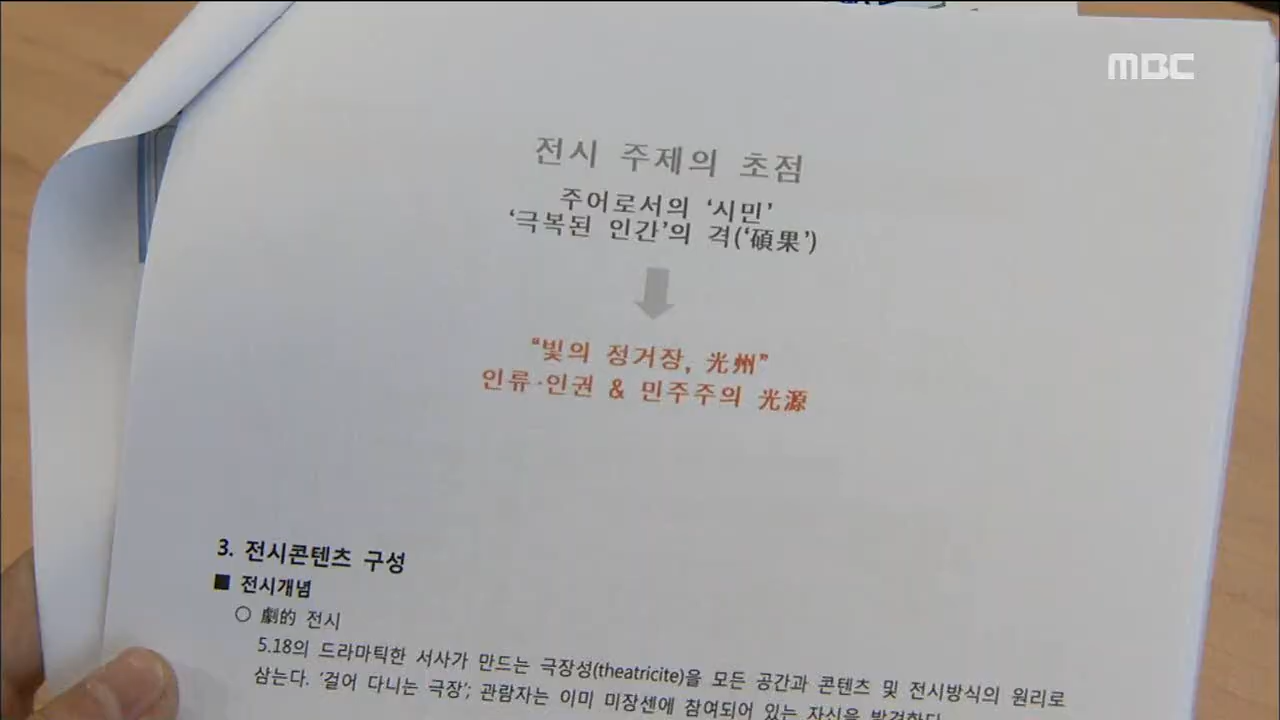 MBC
전시 주제의 초점
주어로서의 ‘시민’
‘극복된 인간’의 격(‘碩果’)
“빛의 정거장, 光州”
인류·인권 & 민주주의 光源
3. 전시콘텐츠 구성
■ 전시개념
○ 劇的 전시
5.18의 드라마틱한 서사가 만드는 극장성(theatricite)을 모든 공간과 콘텐츠 및 전시방식의 원리로
삼는다. ‘걸어 다니는 극장’; 관람자는 이미 미장센에 참여되어 있는 자신을 발견한다